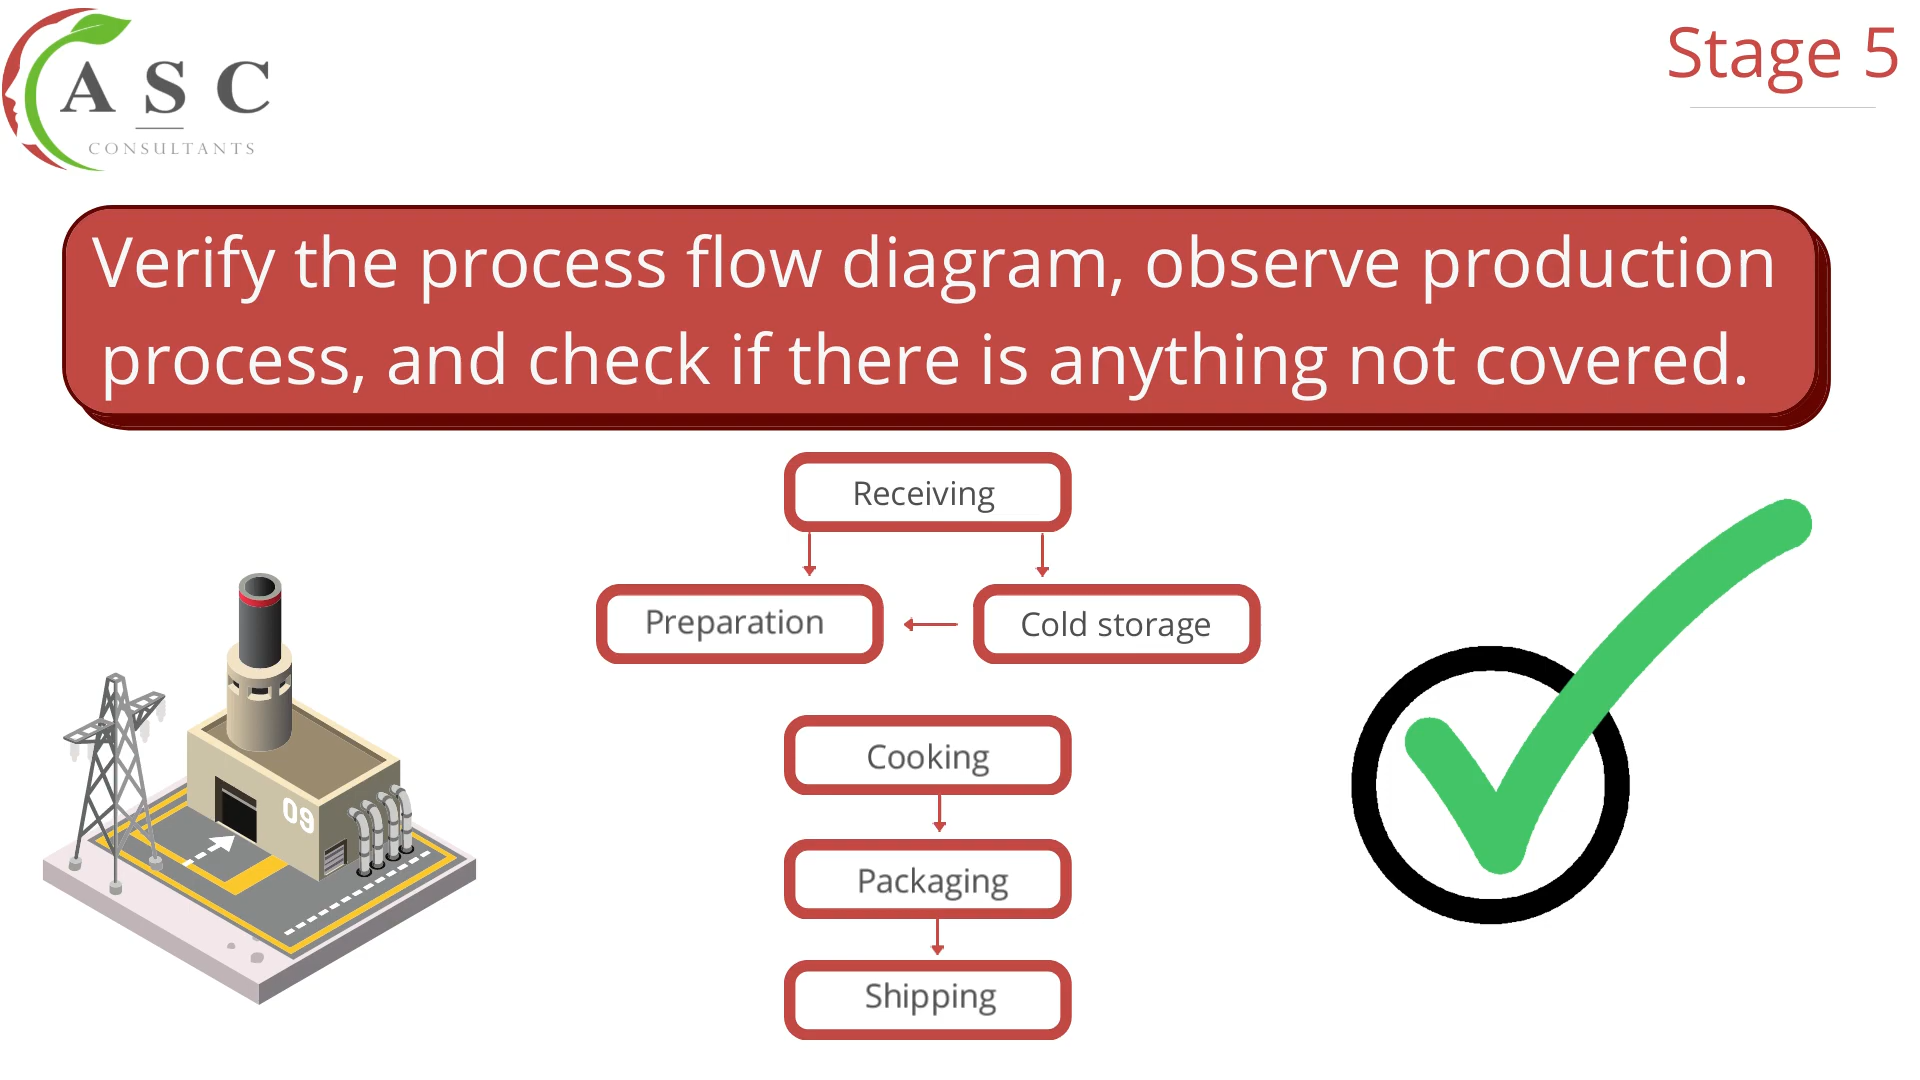 A S C
CONSULTANTS
Stage 5
Verify the process flow diagram, observe production
process, and check if there is anything not covered.
Receiving
Preparation
Cold storage
Cooking
Packaging
Shipping
09